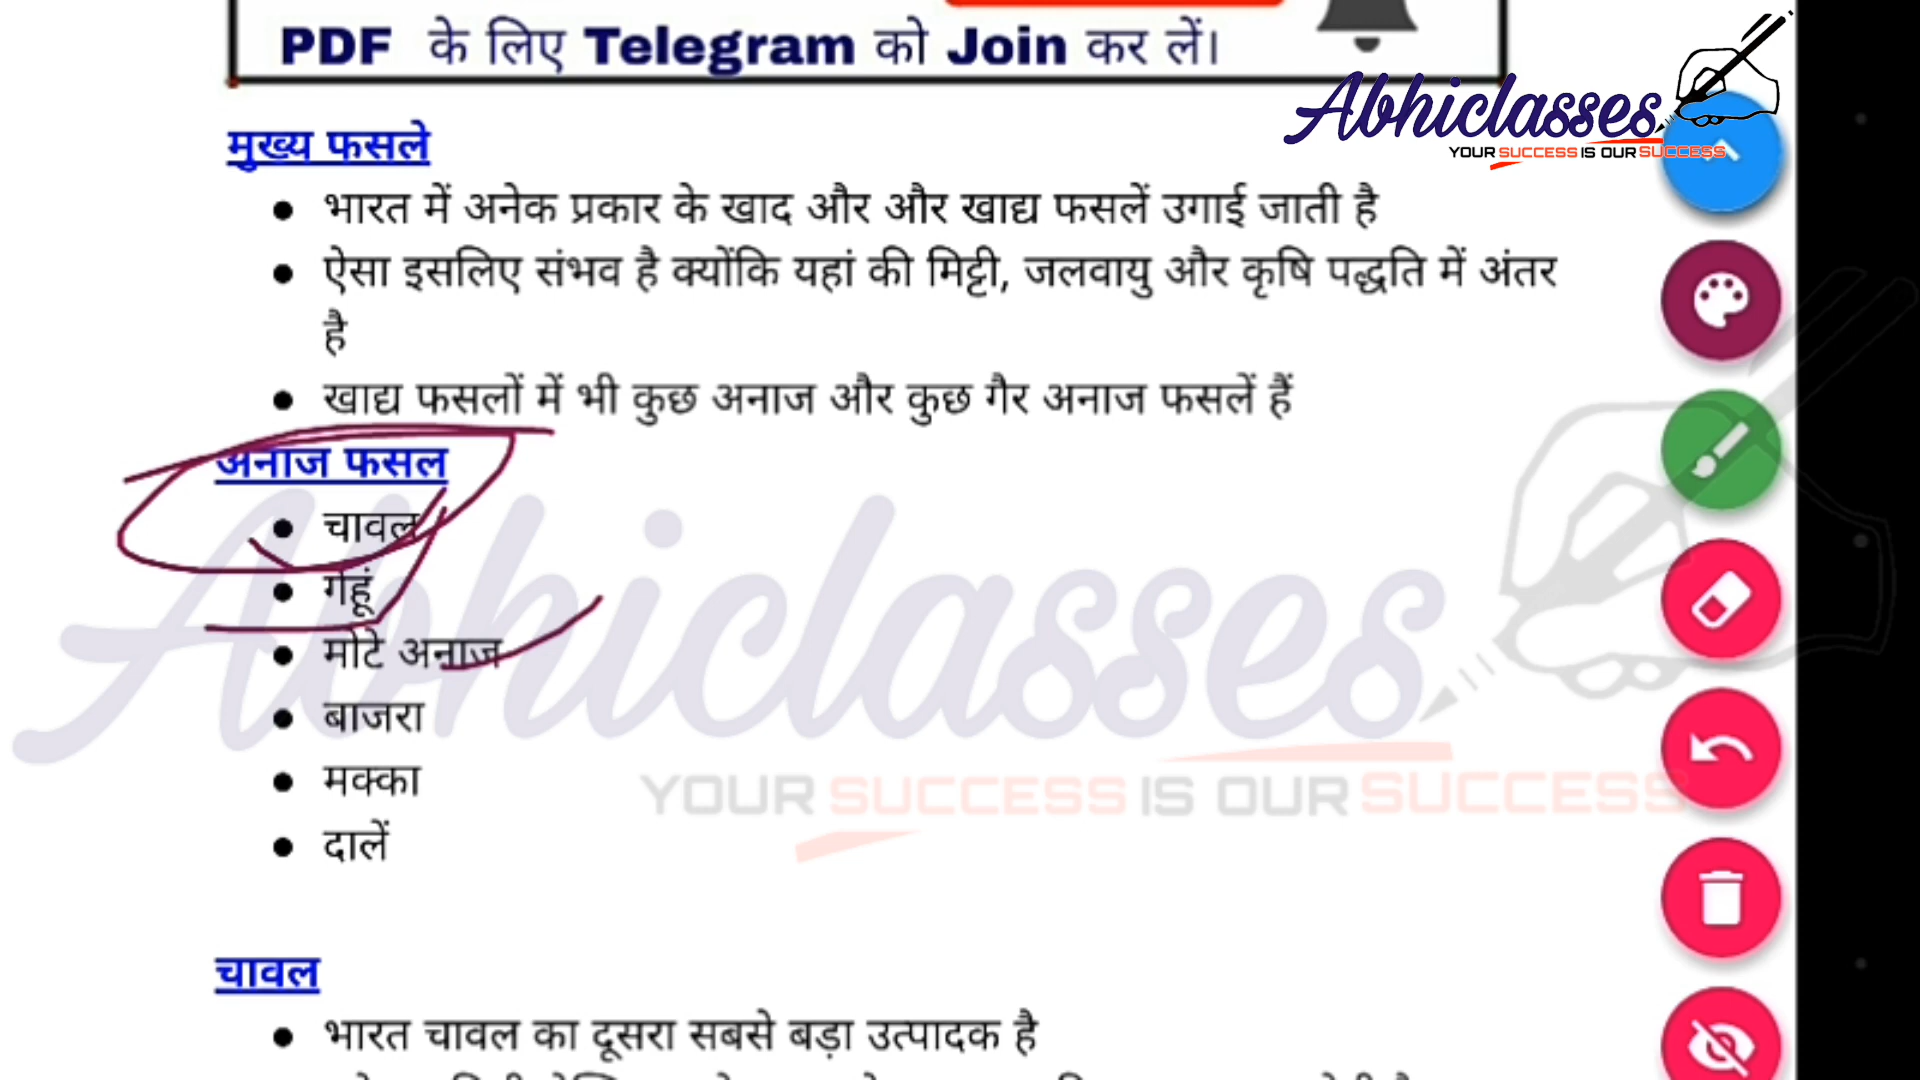 PDF के लिए Telegram को Join कर लें।
Abhiclasses
YOUR SUCCESS IS OUR SUCCESS
मुख्य फसले
भारत में अनेक प्रकार के खाद और और खाद्य फसलें उगाई जाती है
ऐसा इसलिए संभव है क्योंकि यहां की मिट्टी, जलवायु और कृषि पद्धति में अंतर
है
खाद्य फसलों में भी कुछ अनाज और कुछ गैर अनाज फसलें हैं
अनाज फसल
चावल
गेहूं
मोटे अनाज
बाजरा
मक्का
दालें
Abhiclasses
YOUR SUCCESS IS OUR SUCCESS
चावल
भारत चावल का दूसरा सबसे बड़ा उत्पादक है